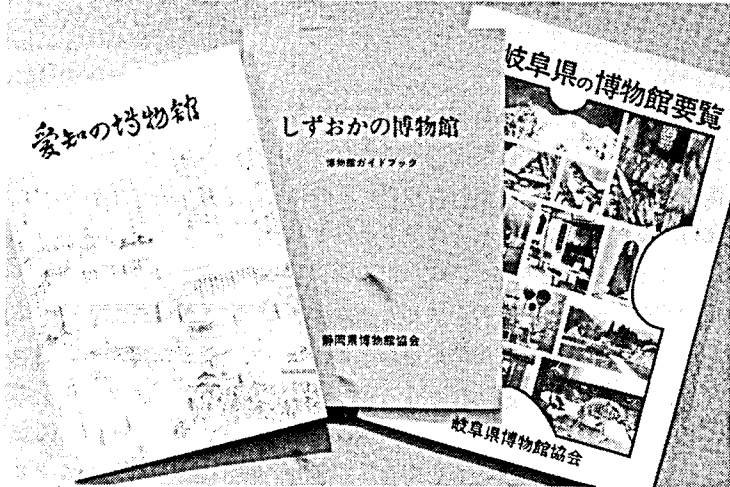 愛知の博物館
しずおかの博物館
博物館ガイドブック
静岡県博物館協会
岐阜県の博物館要覧
岐阜県博物館協会